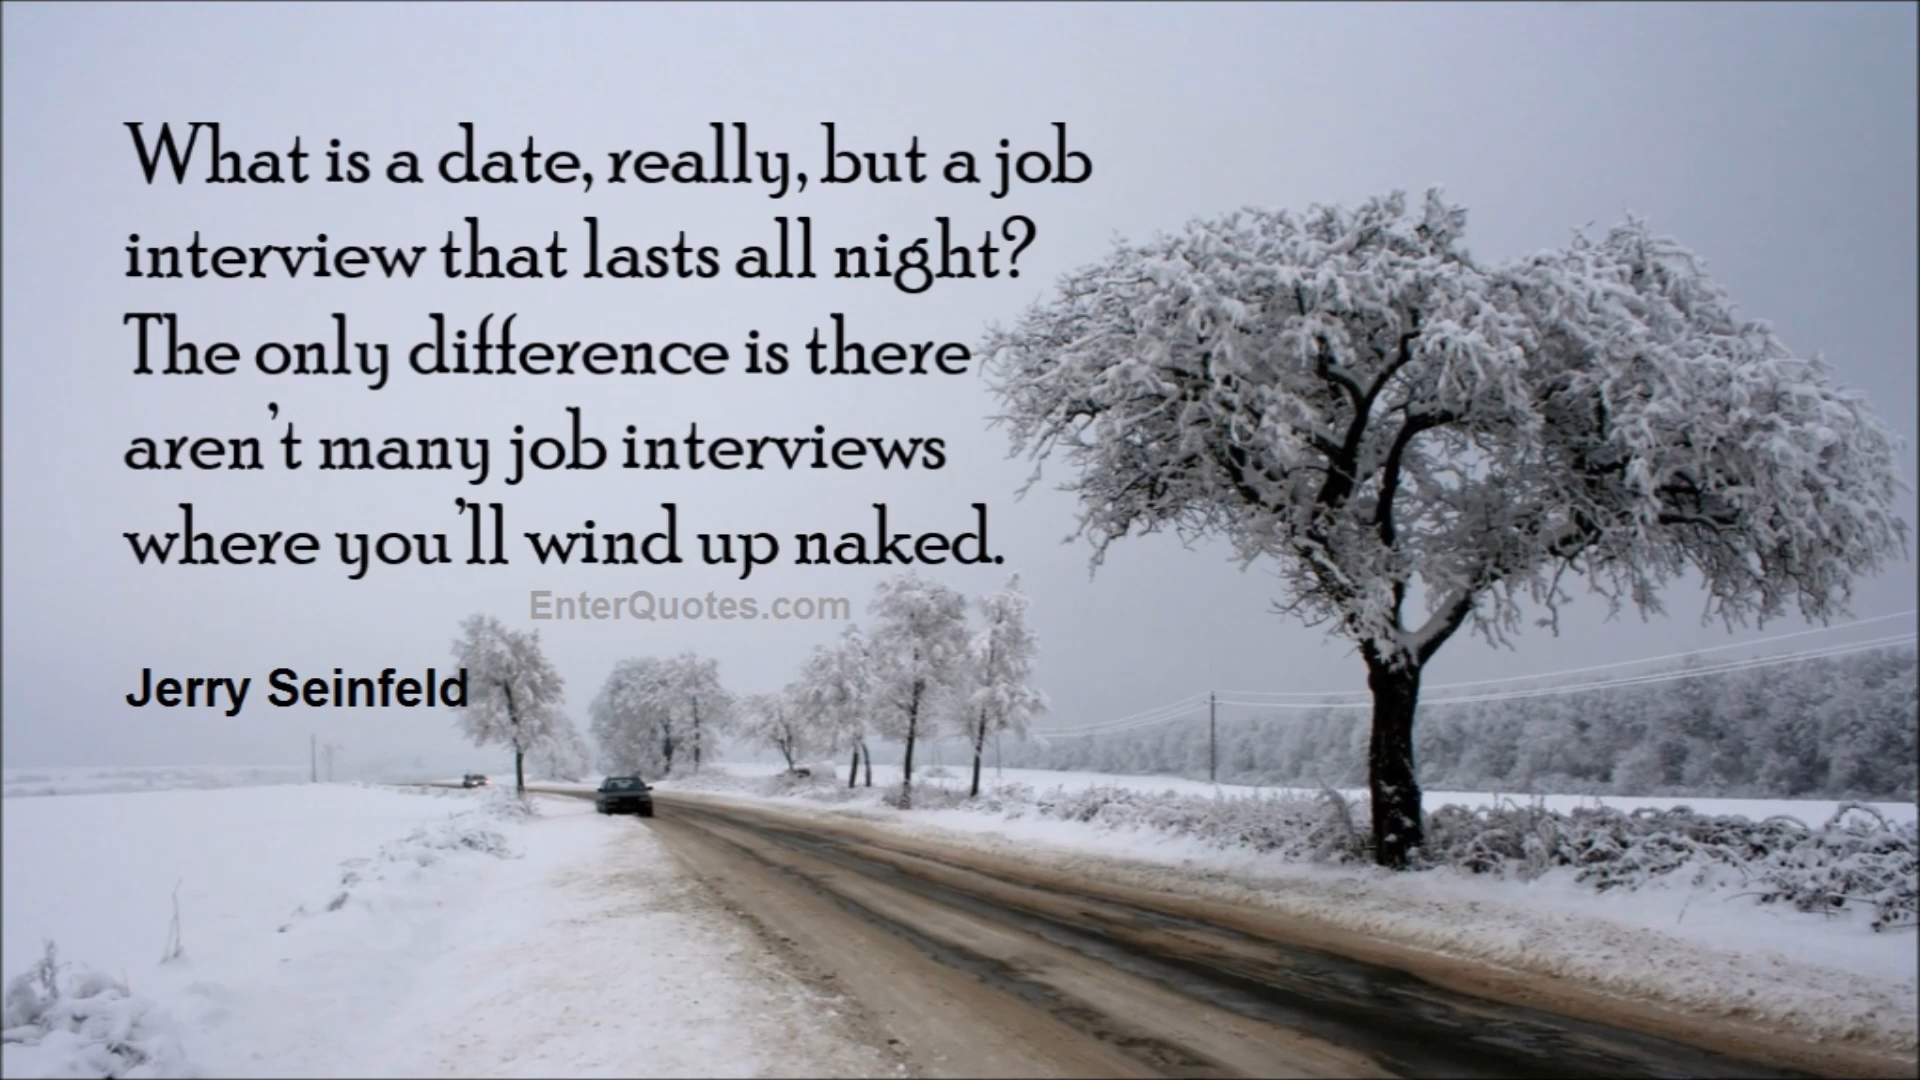 What is a date, really, but a job
interview that lasts all night?
The only difference is there
aren't many job interviews
where you'll wind up naked.
EnterQuotes.com
Jerry Seinfeld